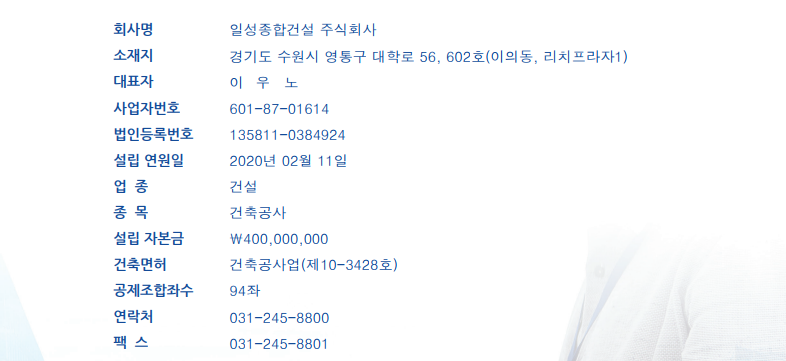 회사명 일성종합건설 주식회사
소재지 경기도 수원시 영통구 대학로 56, 602호(이의동, 리치프라자1)
대표자 이 우 노
사업자번호 601-87-01614
법인등록번호 135811-0384924
설립 연원일 2020년 02월 11일
업 종 건설
종 목 건축공사
설립 자본금 ₩400,000,000
건축면허 건축공사업(제10-3428호)
공제조합좌수 94좌
연락처 031-245-8800
팩 스 031-245-8801